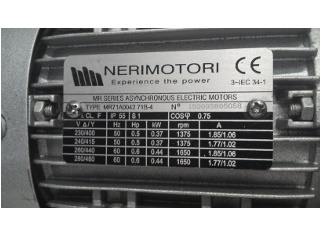 NERIMOTORI
Experience the power
CE
3~IEC 34-1
MR SERIES ASYNCHRONOUS ELECTRIC MOTORS
TYPE MR71A0042 71B-4 N°
I. CL. F IP 55 S 1 COSφ 0.75
V Δ/Y Hz Hp kW rpm A
230/400 50 0.5 0.37 1375 1.85/1.06
240/415 50 0.5 0.37 1375 1.77/1.02
260/440 60 0.6 0.44 1650 1.85/1.06
280/480 60 0.6 0.44 1650 1.77/1.02